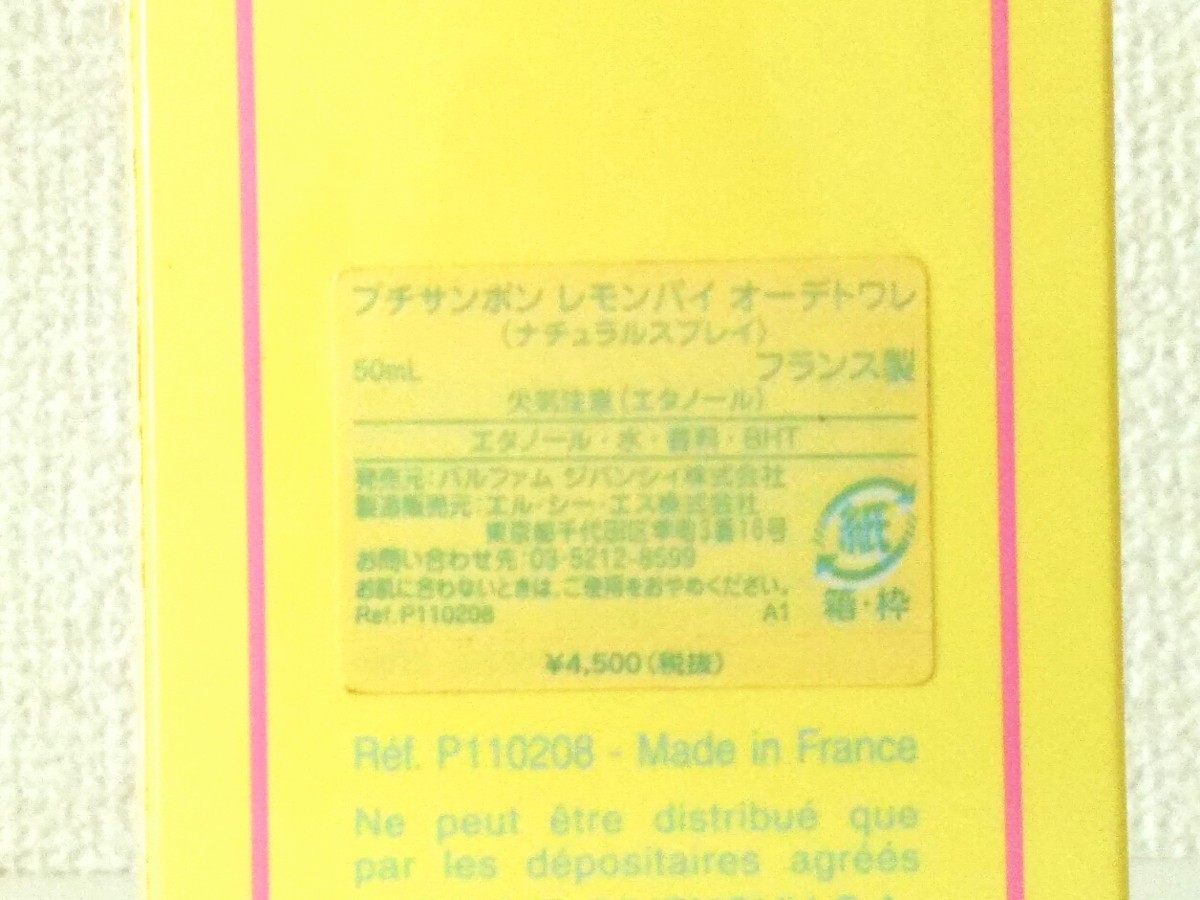 プチサンボン レモンパイ オーデトワレ
(ナチュラルスプレイ)
50mL フランス製
火気注意(エタノール)
エタノール・水・香料・BHT
発売元:パルファム ジバンシイ株式会社
製造販売元:エル・シー・エス株式会社
東京都千代田区 3番16号
お問い合わせ先:03-5212-8599
お肌に合わないときは、ご使用をおやめください。
Ref.P110208 A1
紙
箱・枠
¥4,500(税抜)
Réf. P110208 - Made in France
Ne peut être distribué que
par les dépositaires agréés